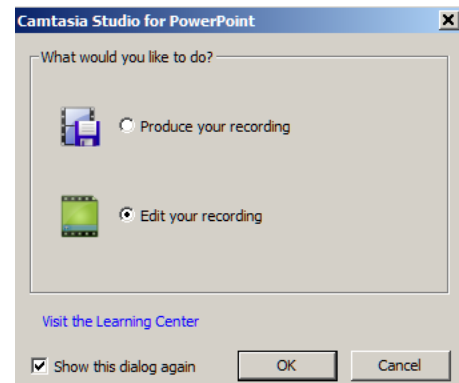 Camtasia Studio for PowerPoint
What would you like to do?
Produce your recording
Edit your recording
Visit the Learning Center
Show this dialog again
OK
Cancel